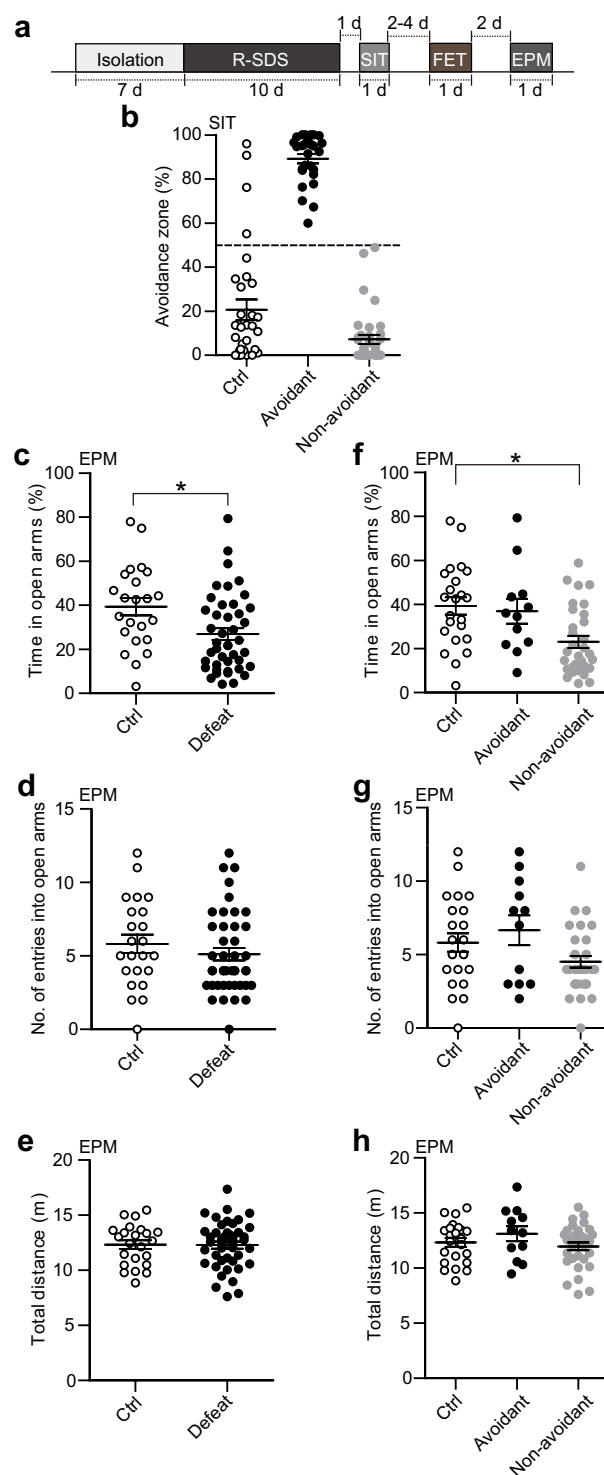 a
1 d 2-4 d 2 d
Isolation R-SDS SIT FET EPM
7 d 10 d 1 d 1 d 1 d
b
SIT
Avoidance zone (%)
100
80
60
40
20
0
Ctrl
Avoidant
Non-avoidant
c
EPM
Time in open arms (%)
100
80
60
40
20
0
*
Ctrl
Defeat
f
EPM
Time in open arms (%)
100
80
60
40
20
0
*
Ctrl
Avoidant
Non-avoidant
d
EPM
No. of entries into open arms
15
10
5
0
Ctrl
Defeat
g
EPM
No. of entries into open arms
15
10
5
0
Ctrl
Avoidant
Non-avoidant
e
EPM
Total distance (m)
20
15
10
5
0
Ctrl
Defeat
h
EPM
Total distance (m)
20
15
10
5
0
Ctrl
Avoidant
Non-avoidant